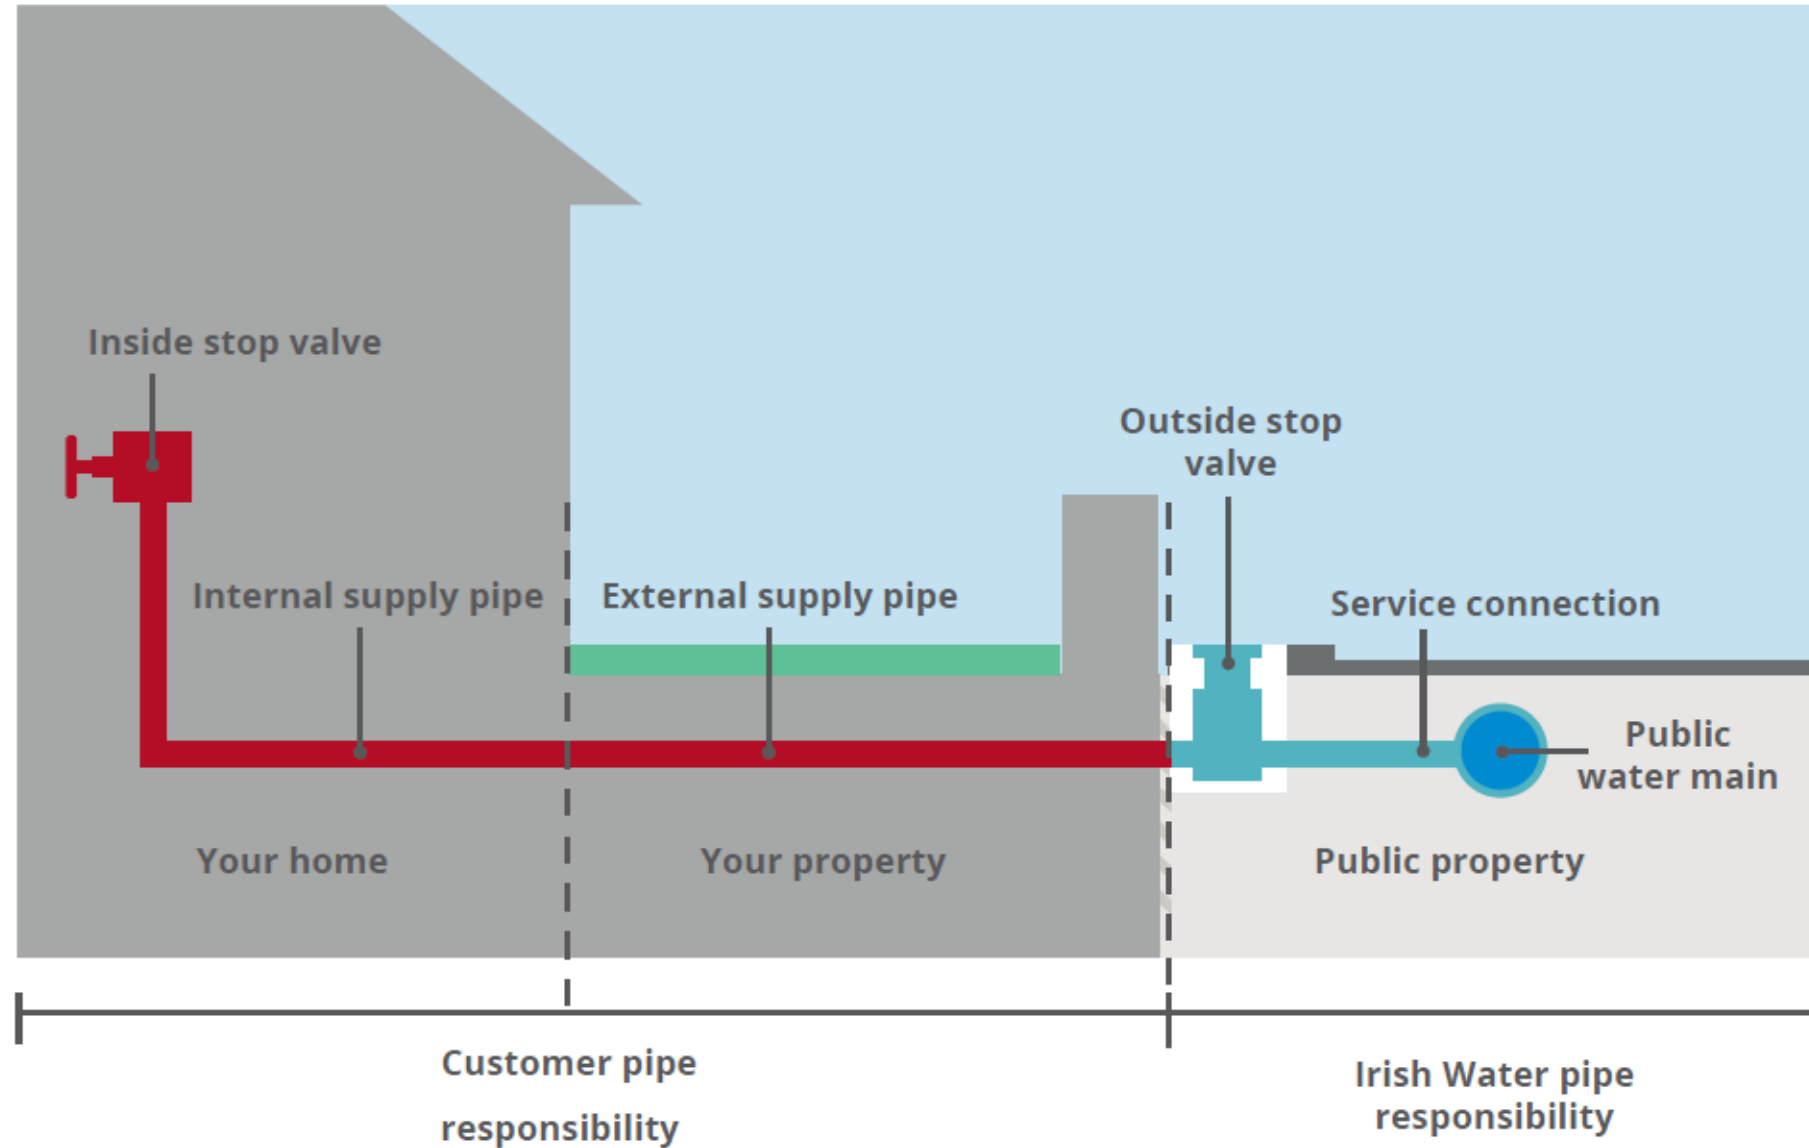 Inside stop valve
Outside stop
valve
Internal supply pipe
External supply pipe
Service connection
Public
water main
Your home
Your property
Public property
Customer pipe
responsibility
Irish Water pipe
responsibility